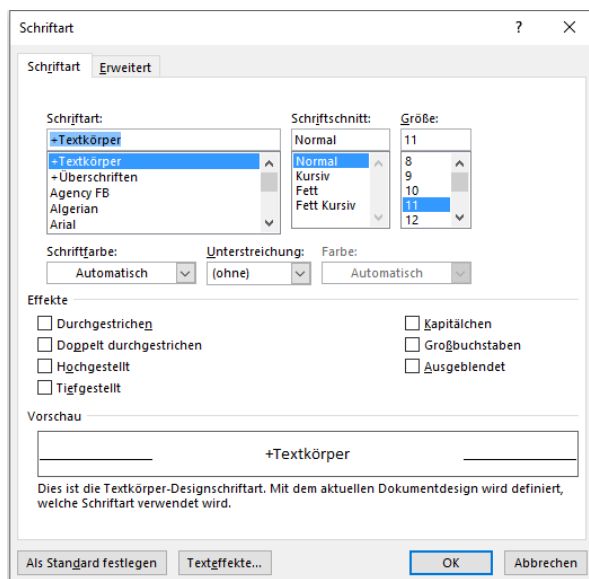 Schriftart ?
Schriftart Erweitert
Schriftart: Schriftschnitt: Größe:
+Textkörper Normal 11
+Textkörper Normal 8
+Überschriften Kursiv 9
Agency FB Fett 10
Algerian Fett Kursiv 11
Arial 12
Schriftfarbe: Unterstreichung: Farbe:
Automatisch (ohne) Automatisch
Effekte
Durchgestrichen Kapitälchen
Doppelt durchgestrichen Großbuchstaben
Hochgestellt Ausgeblendet
Tiefgestellt
Vorschau
+Textkörper
Dies ist die Textkörper-Designschriftart. Mit dem aktuellen Dokumentdesign wird definiert,
welche Schriftart verwendet wird.
Als Standard festlegen Texteffekte... OK Abbrechen